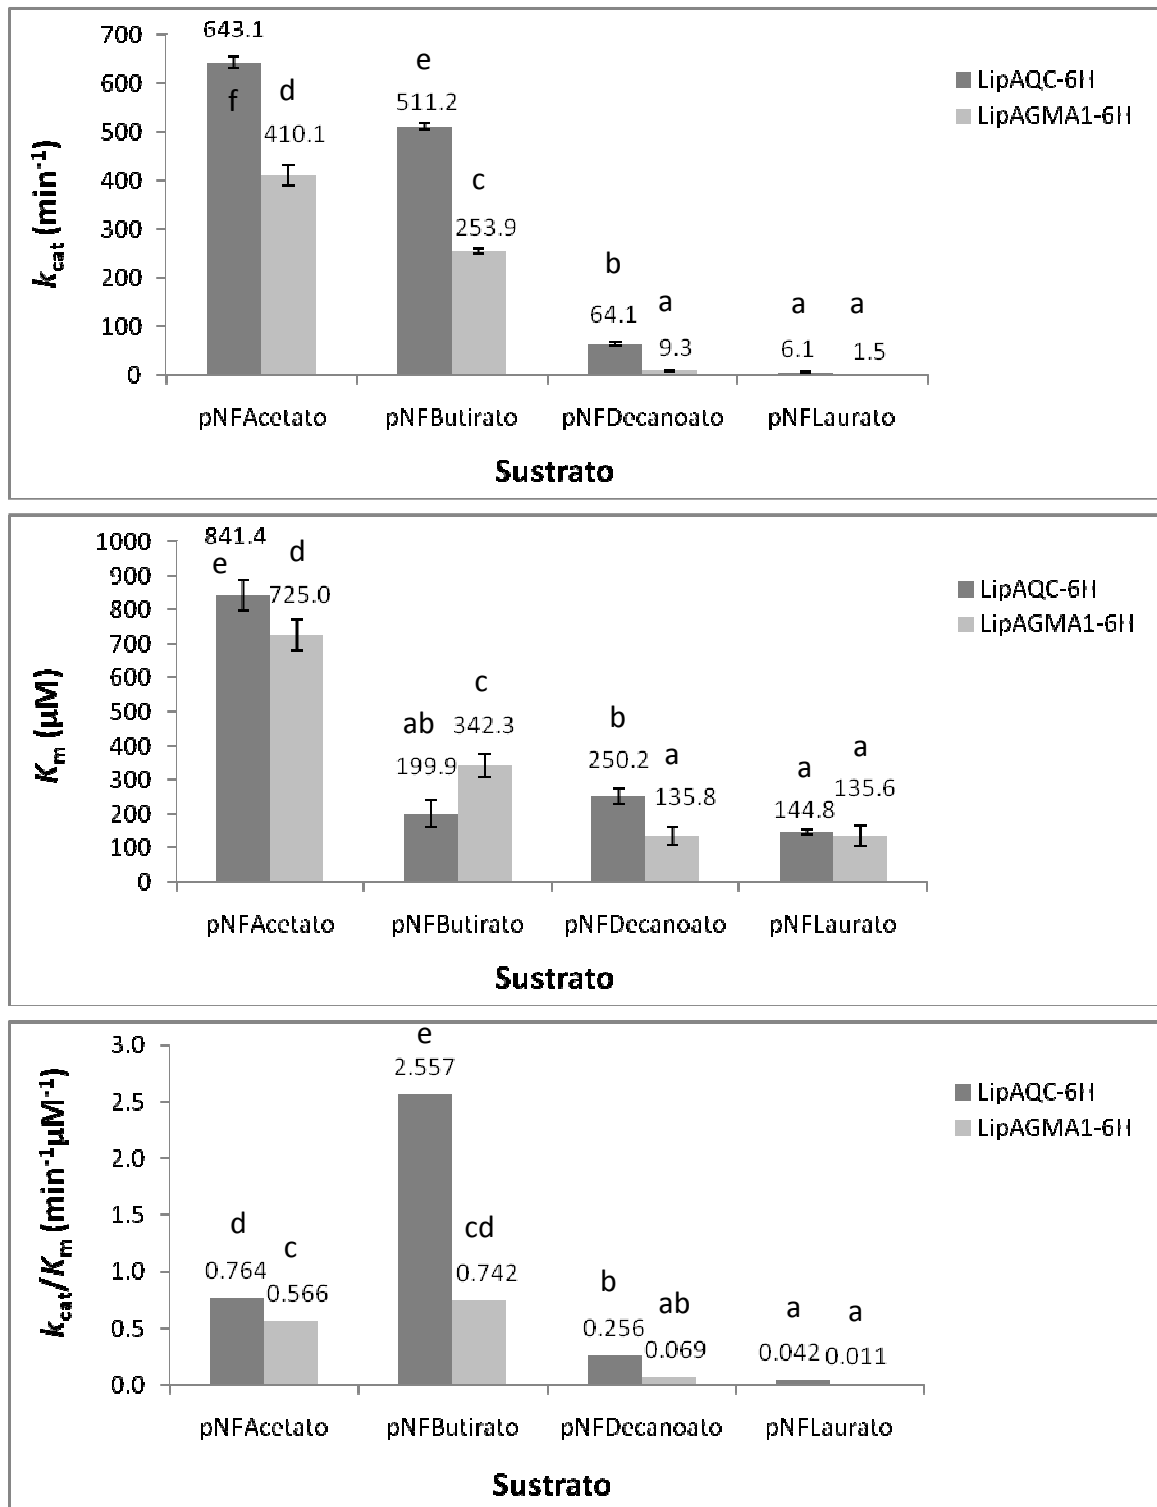 643.1
700
600
500
400
300
200
100
0
f
d
410.1
e
511.2
c
253.9
b
64.1
a
9.3
a
6.1
a
1.5
LipAQC-6H
LipAGMA1-6H
kcat (min-1)
pNFAcetato pNFButirato pNFDecanoato pNFLaurato
Sustrato
841.4
1000
900
800
700
600
500
400
300
200
100
0
e
d
725.0
ab
199.9
c
342.3
b
250.2
a
135.8
a
144.8
a
135.6
LipAQC-6H
LipAGMA1-6H
Km (µM)
pNFAcetato pNFButirato pNFDecanoato pNFLaurato
Sustrato
3.0
2.5
2.0
1.5
1.0
0.5
0.0
d
0.764
c
0.566
e
2.557
cd
0.742
b
0.256
ab
0.069
a
0.042
a
0.011
LipAQC-6H
LipAGMA1-6H
kcat/Km (min-1µM-1)
pNFAcetato pNFButirato pNFDecanoato pNFLaurato
Sustrato